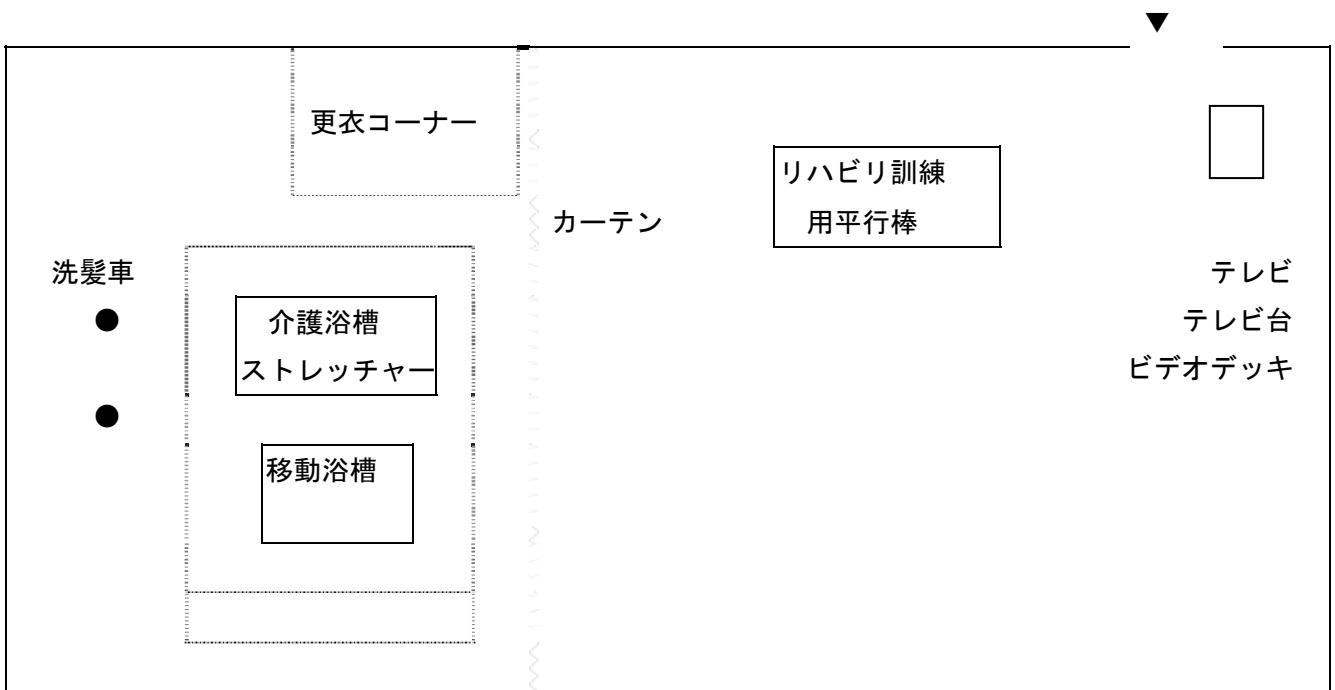 更衣コーナー
リハビリ訓練
用平行棒
カーテン
洗髪車
テレビ
介護浴槽
テレビ台
ストレッチャー
ビデオデッキ
移動浴槽